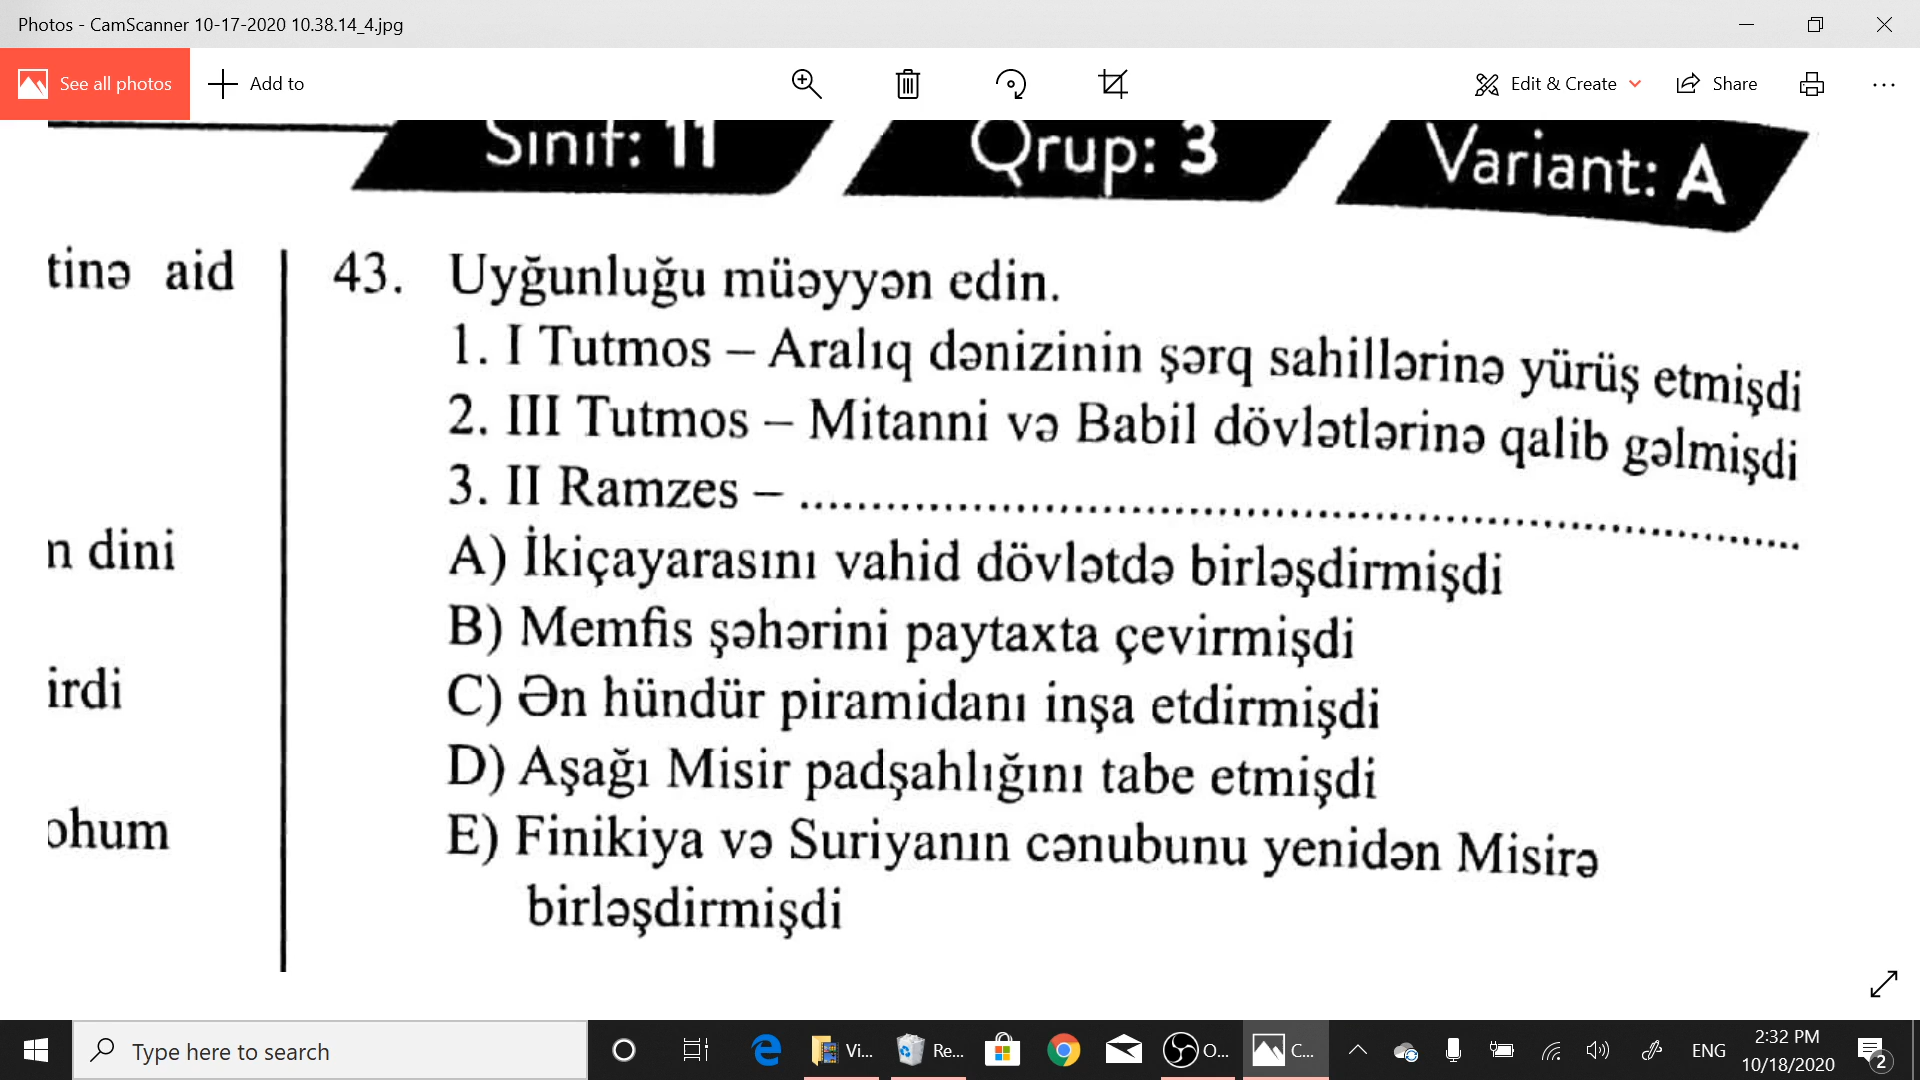 Photos - CamScanner 10-17-2020 10.38.14_4.jpg
See all photos
Add to
Edit & Create
Share
Sinif: 11
Qrup: 3
Variant: A
tinə aid
n dini
irdi
ohum
43. Uyğunluğu müəyyən edin.
1. I Tutmos – Aralıq dənizinin şərq sahillərinə yürüş etmişdi
2. III Tutmos – Mitanni və Babil dövlətlərinə qalib gəlmişdi
3. II Ramzes – ........................................................................
A) İkiçayarasını vahid dövlətdə birləşdirmişdi
B) Memfis şəhərini paytaxta çevirmişdi
C) Ən hündür piramidanı inşa etdirmişdi
D) Aşağı Misir padşahlığını tabe etmişdi
E) Finikiya və Suriyanın cənubunu yenidən Misirə
birləşdirmişdi
Type here to search
Vi...
Re...
O...
C...
ENG
2:32 PM
10/18/2020
2